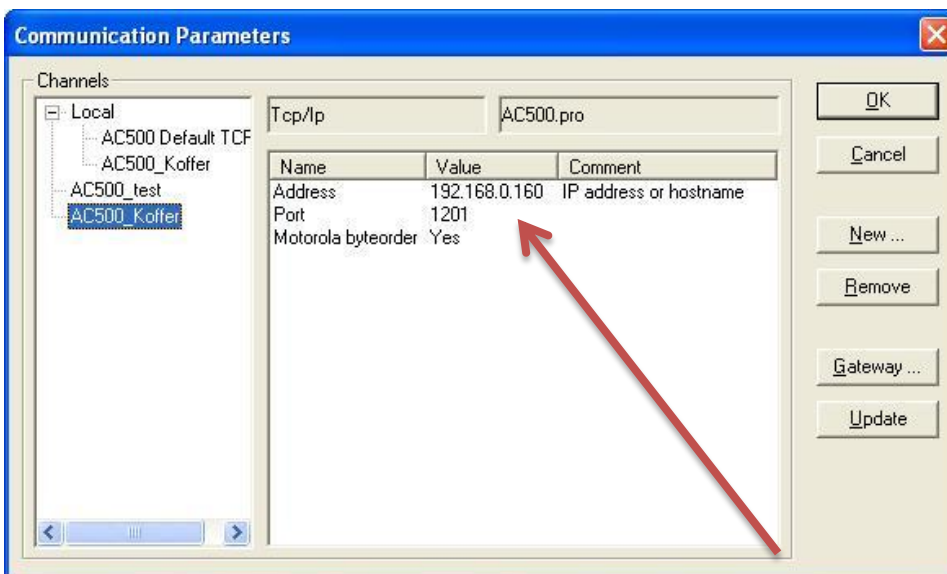 Communication Parameters
Channels
Local
AC500 Default TCP
AC500_Koffer
AC500_test
AC500_Koffer
Tcp/Ip AC500.pro
Name Value Comment
Address 192.168.0.160 IP address or hostname
Port 1201
Motorola byteorder Yes
OK
Cancel
New ...
Remove
Gateway ...
Update